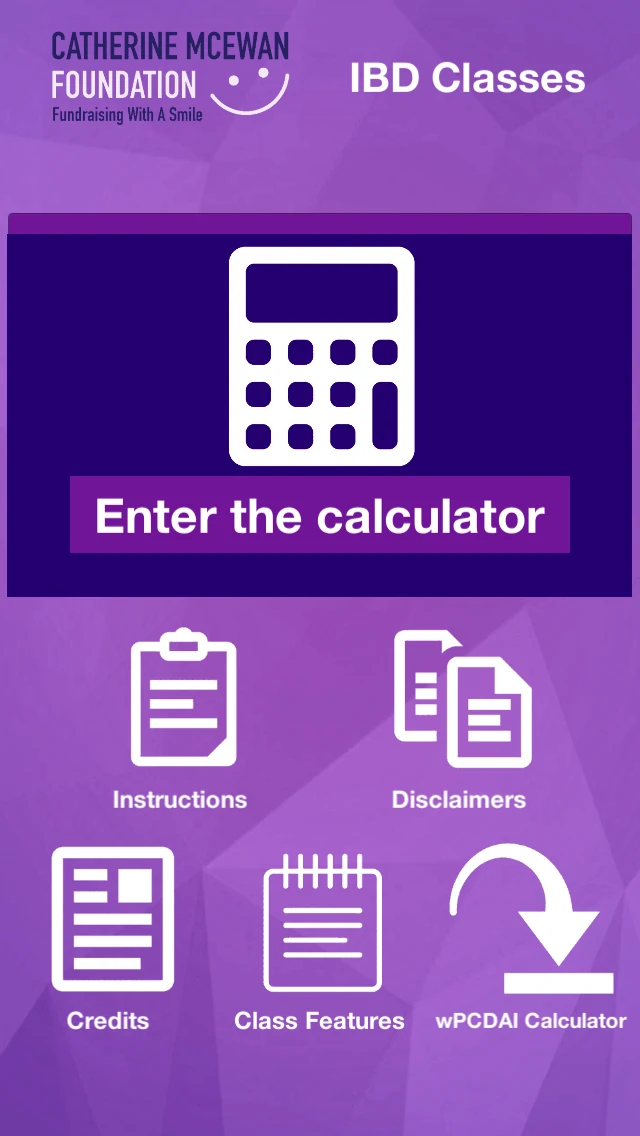 CATHERINE MCEWAN
FOUNDATION
Fundraising With A Smile
IBD Classes
Enter the calculator
Instructions
Disclaimers
Credits
Class Features
wPCDAI Calculator